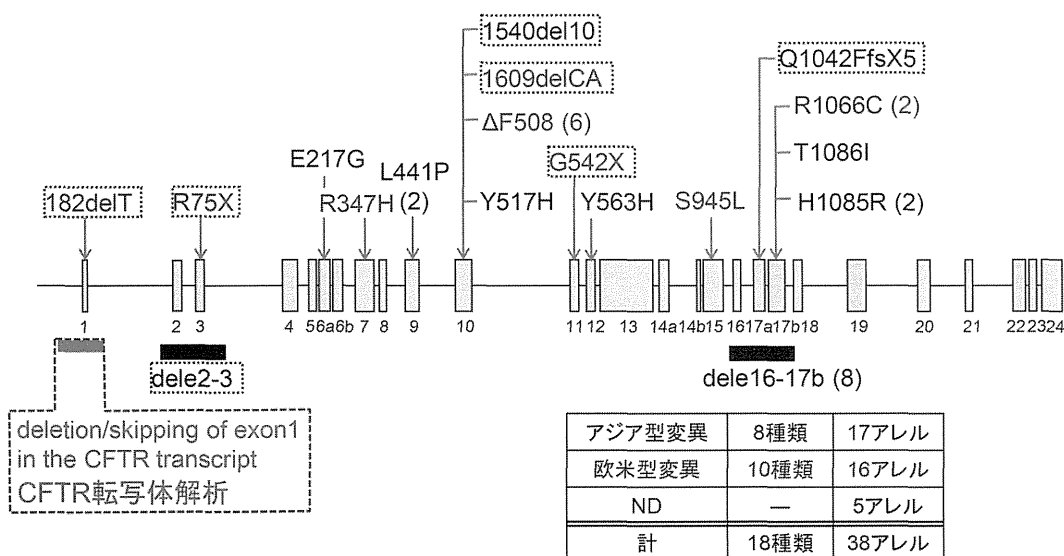 1540del10
1609delCA
ΔF508 (6)
Y517H
Q1042FfsX5
R1066C (2)
T1086I
H1085R (2)
E217G
R347H
L441P
(2)
G542X
Y563H
S945L
182delT
R75X
1 2 3 4 5 6a 6b 7 8 9 10 11 12 13 14a 14b 15 16 17a 17b 18 19 20 21 22 23 24
dele2-3
dele16-17b (8)
deletion/skipping of exon1
in the CFTR transcript
CFTR転写体解析
アジア型変異 8種類 17アレル
欧米型変異 10種類 16アレル
ND — 5アレル
計 18種類 38アレル